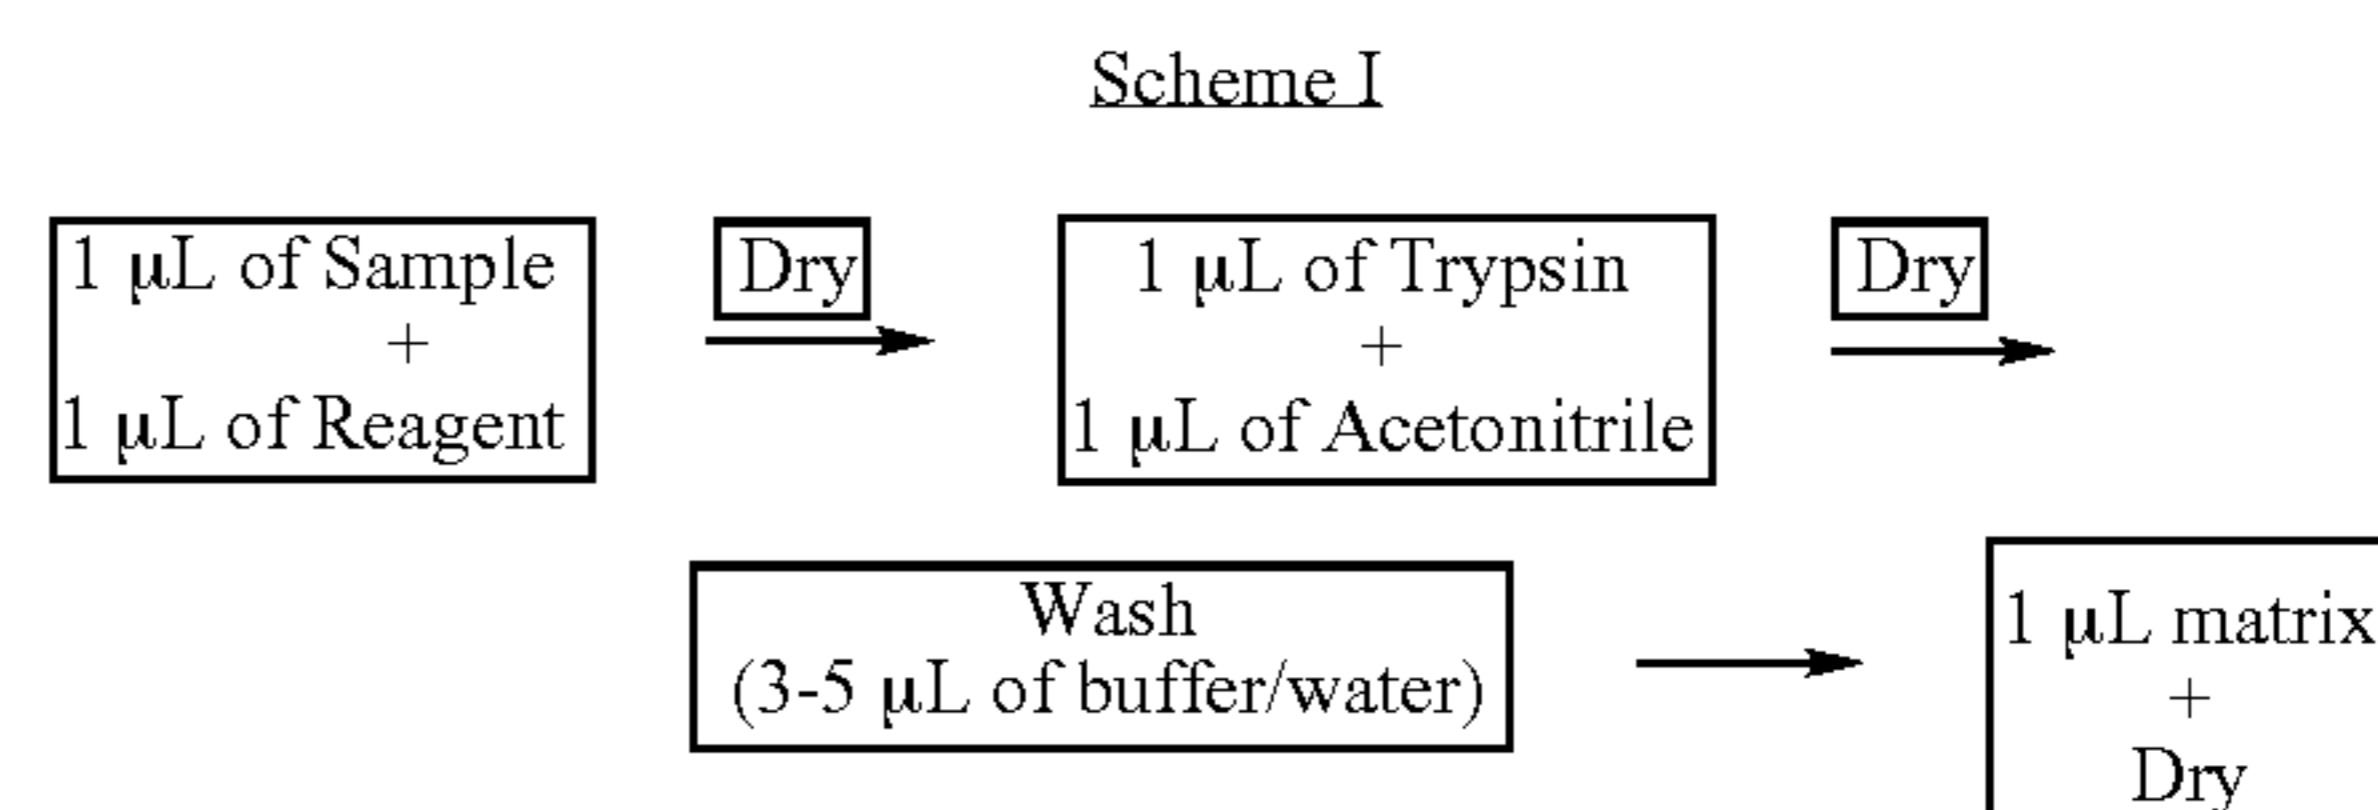 Scheme I
1 μL of Sample
+
1 μL of Reagent
Dry
1 μL of Trypsin
+
1 μL of Acetonitrile
Dry
Wash
(3-5 μL of buffer/water)
1 μL matrix
+
Dry